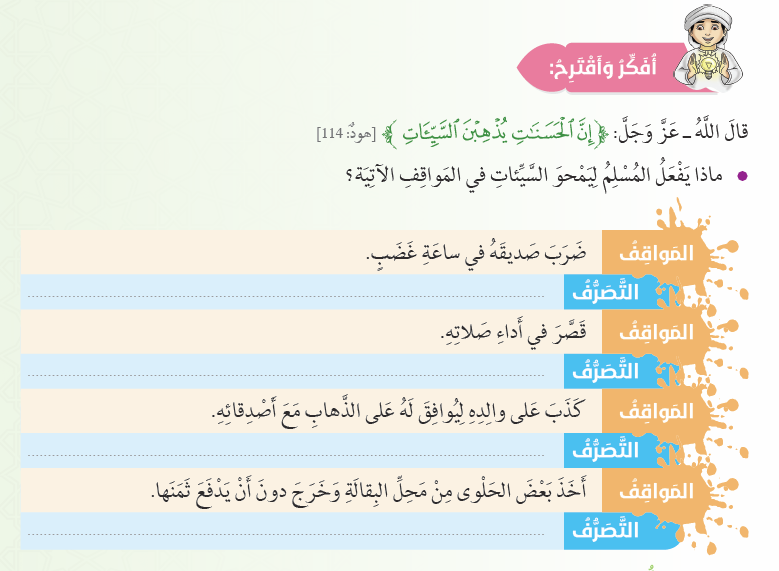 أُفَكِّرُ وَأَقْتَرِحُ:
قالَ اللَّهُ ـ عَزَّ وَجَلَّ: ﴿إِنَّ ٱلْحَسَنَٰتِ يُذْهِبْنَ ٱلسَّيِّـَٔاتِ﴾ [هودٌ: 114]
● ماذا يَفْعَلُ المُسْلِمُ لِيَمْحوَ السَّيِّئاتِ في المَواقِفِ الآتِيَة؟
المَواقِفُ ضَرَبَ صَديقَهُ في ساعَةِ غَضَبٍ.
التَّصَرُّفُ ................................
المَواقِفُ قَصَّرَ في أَداءِ صَلاتِهِ.
التَّصَرُّفُ ................................
المَواقِفُ كَذَبَ عَلى والِدِهِ لِيُوافِقَ لَهُ عَلى الذَّهابِ مَعَ أَصْدِقائِهِ.
التَّصَرُّفُ ................................
المَواقِفُ أَخَذَ بَعْضَ الحَلْوى مِنْ مَحِلِّ البِقالَةِ وَخَرَجَ دونَ أَنْ يَدْفَعَ ثَمَنَها.
التَّصَرُّفُ ................................